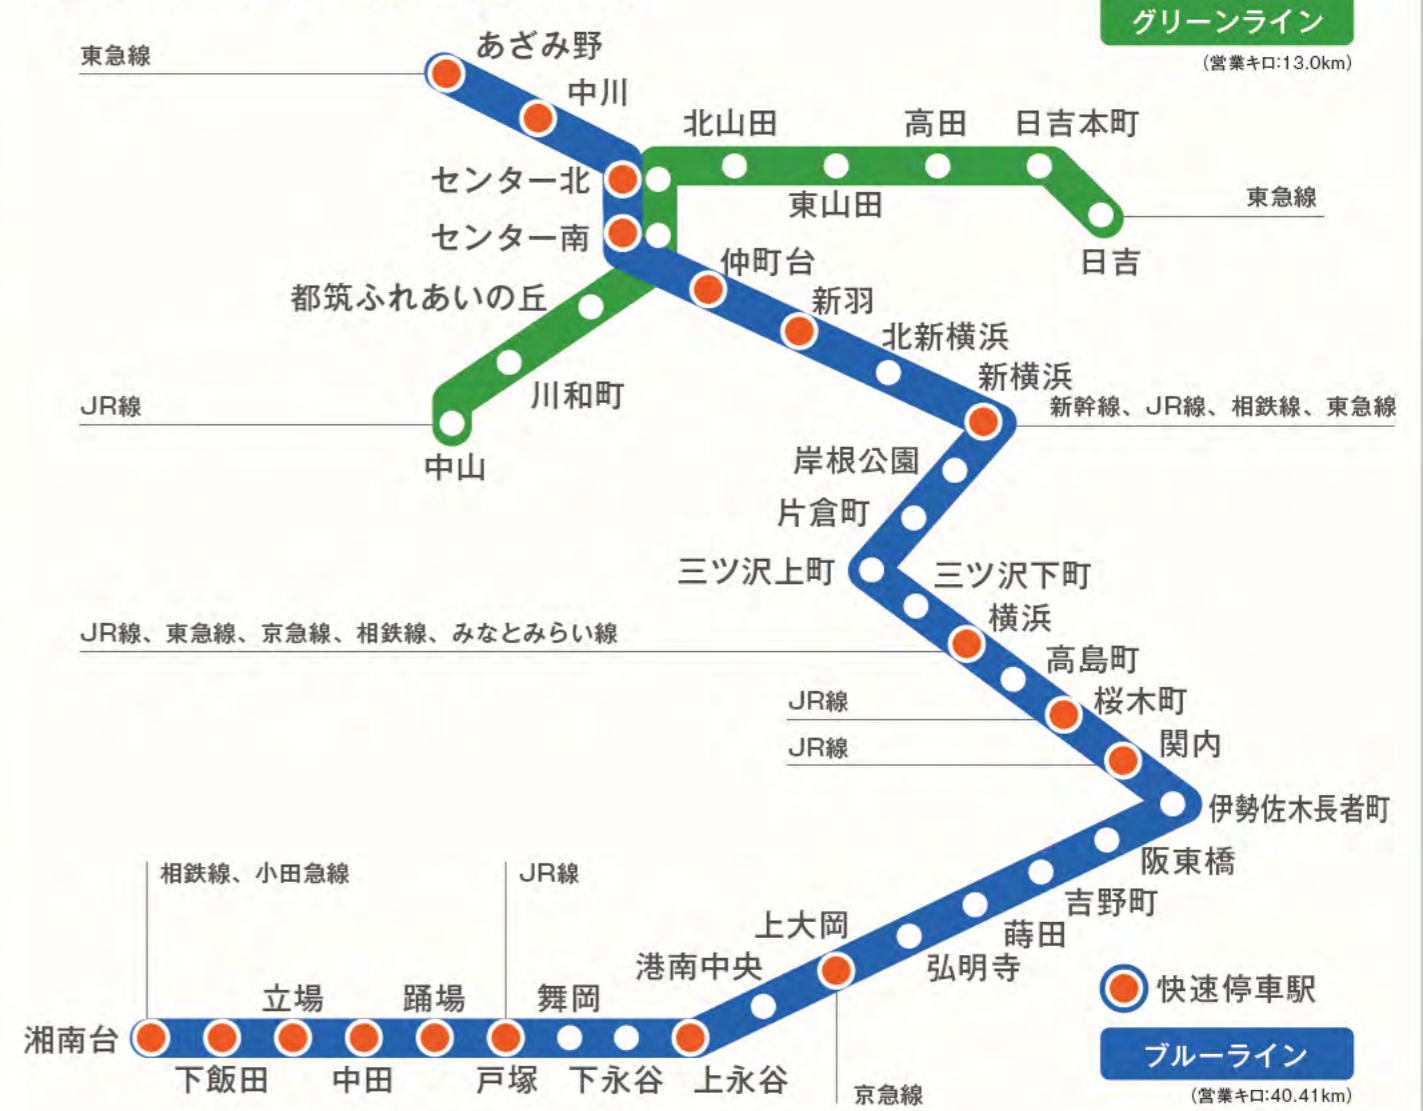 グリーンライン
(営業キロ:13.0km)
東急線
あざみ野
中川
センター北
センター南
北山田
東山田
高田
日吉本町
東急線
日吉
都筑ふれあいの丘
川和町
JR線
中山
仲町台
新羽
北新横浜
新横浜
新幹線、JR線、相鉄線、東急線
岸根公園
片倉町
三ツ沢上町
三ツ沢下町
JR線、東急線、京急線、相鉄線、みなとみらい線
横浜
高島町
JR線
桜木町
JR線
関内
伊勢佐木長者町
阪東橋
吉野町
蒔田
弘明寺
上大岡
京急線
港南中央
上永谷
下永谷
舞岡
JR線
戸塚
踊場
中田
立場
下飯田
相鉄線、小田急線
湘南台
快速停車駅
ブルーライン
(営業キロ:40.41km)